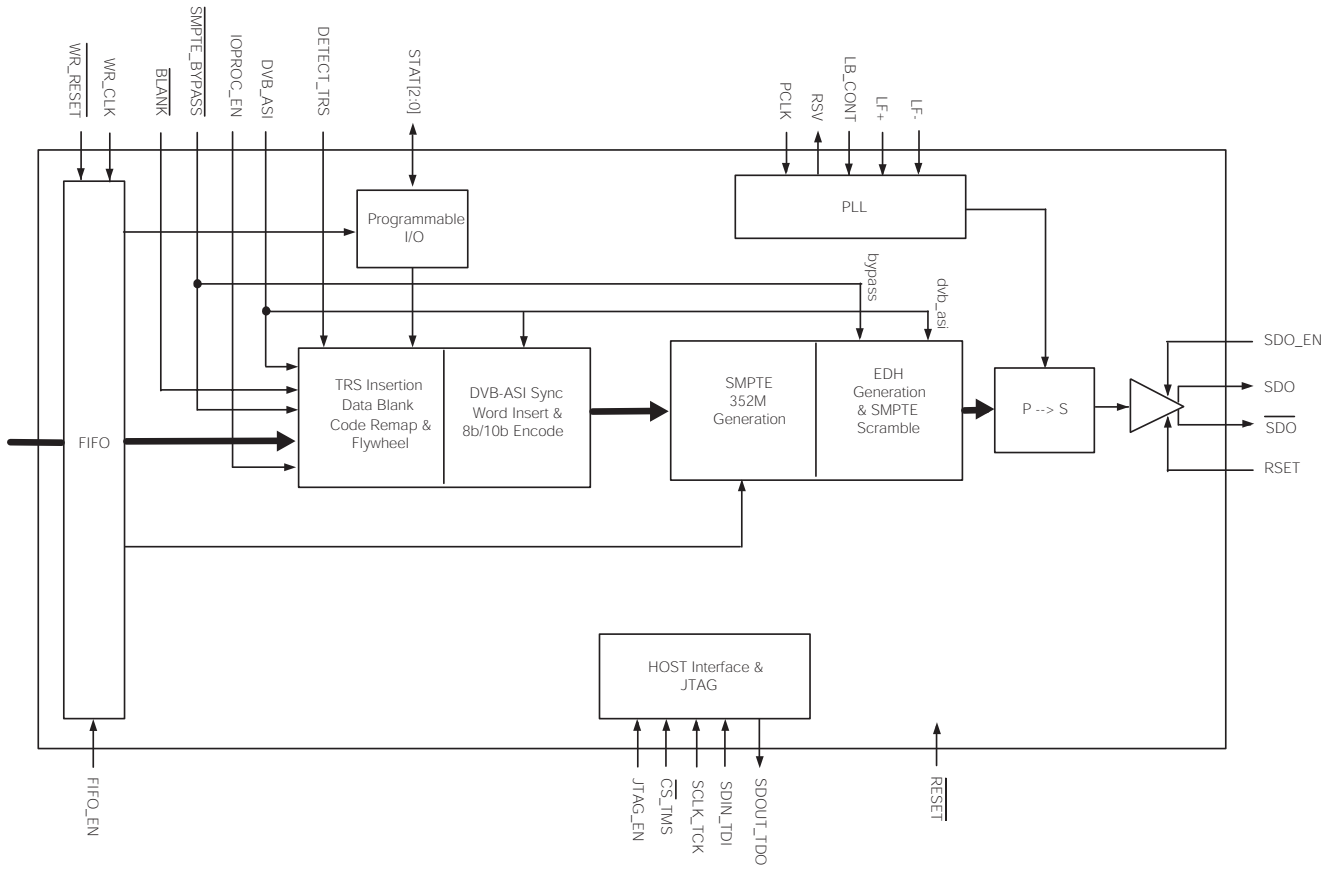 WR_RESET
WR_CLK
BLANK
SMPTE_BYPASS
IOPROC_EN
DVB_ASI
DETECT_TRS
STAT[2:0]
PCLK
RSV
LB_CONT
LF+
LF-
Programmable
I/O
PLL
bypass
dvb_asi
FIFO
TRS Insertion
Data Blank
Code Remap &
Flywheel
DVB-ASI Sync
Word Insert &
8b/10b Encode
SMPTE
352M
Generation
EDH
Generation
& SMPTE
Scramble
P --> S
SDO_EN
SDO
SDO
RSET
HOST Interface &
JTAG
FIFO_EN
JTAG_EN
CS_TMS
SCLK_TCK
SDIN_TDI
SDOUT_TDO
RESET